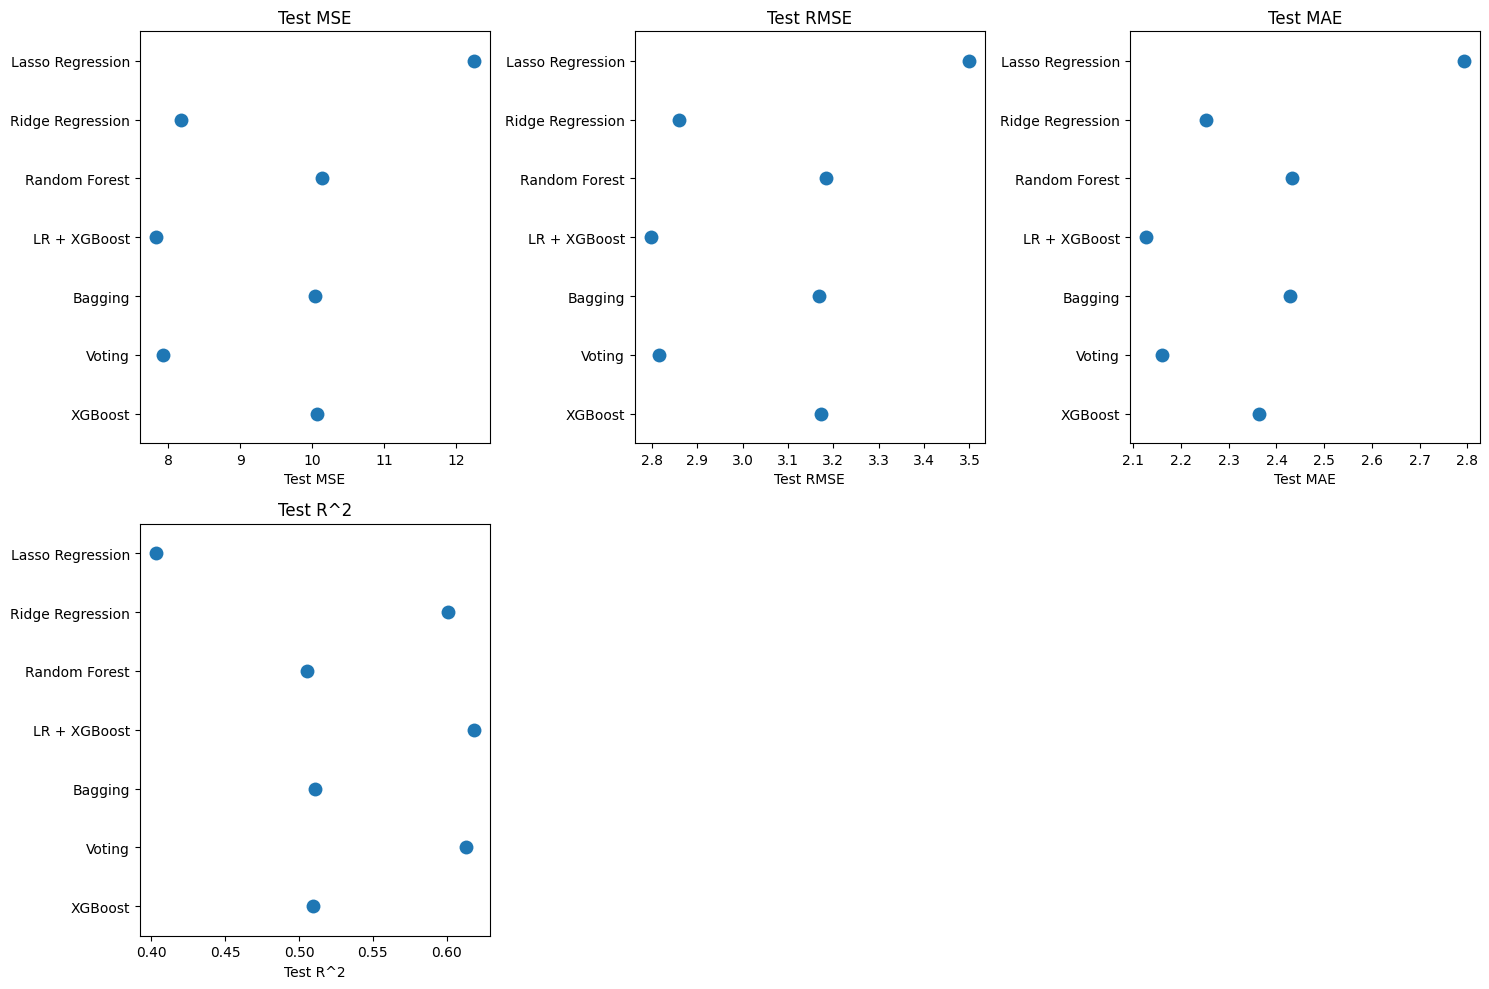 Test MSE
Lasso Regression
Ridge Regression
Random Forest
LR + XGBoost
Bagging
Voting
XGBoost
8 9 10 11 12
Test MSE
Test RMSE
Lasso Regression
Ridge Regression
Random Forest
LR + XGBoost
Bagging
Voting
XGBoost
2.8 2.9 3.0 3.1 3.2 3.3 3.4 3.5
Test RMSE
Test MAE
Lasso Regression
Ridge Regression
Random Forest
LR + XGBoost
Bagging
Voting
XGBoost
2.1 2.2 2.3 2.4 2.5 2.6 2.7 2.8
Test MAE
Test R^2
Lasso Regression
Ridge Regression
Random Forest
LR + XGBoost
Bagging
Voting
XGBoost
0.40 0.45 0.50 0.55 0.60
Test R^2